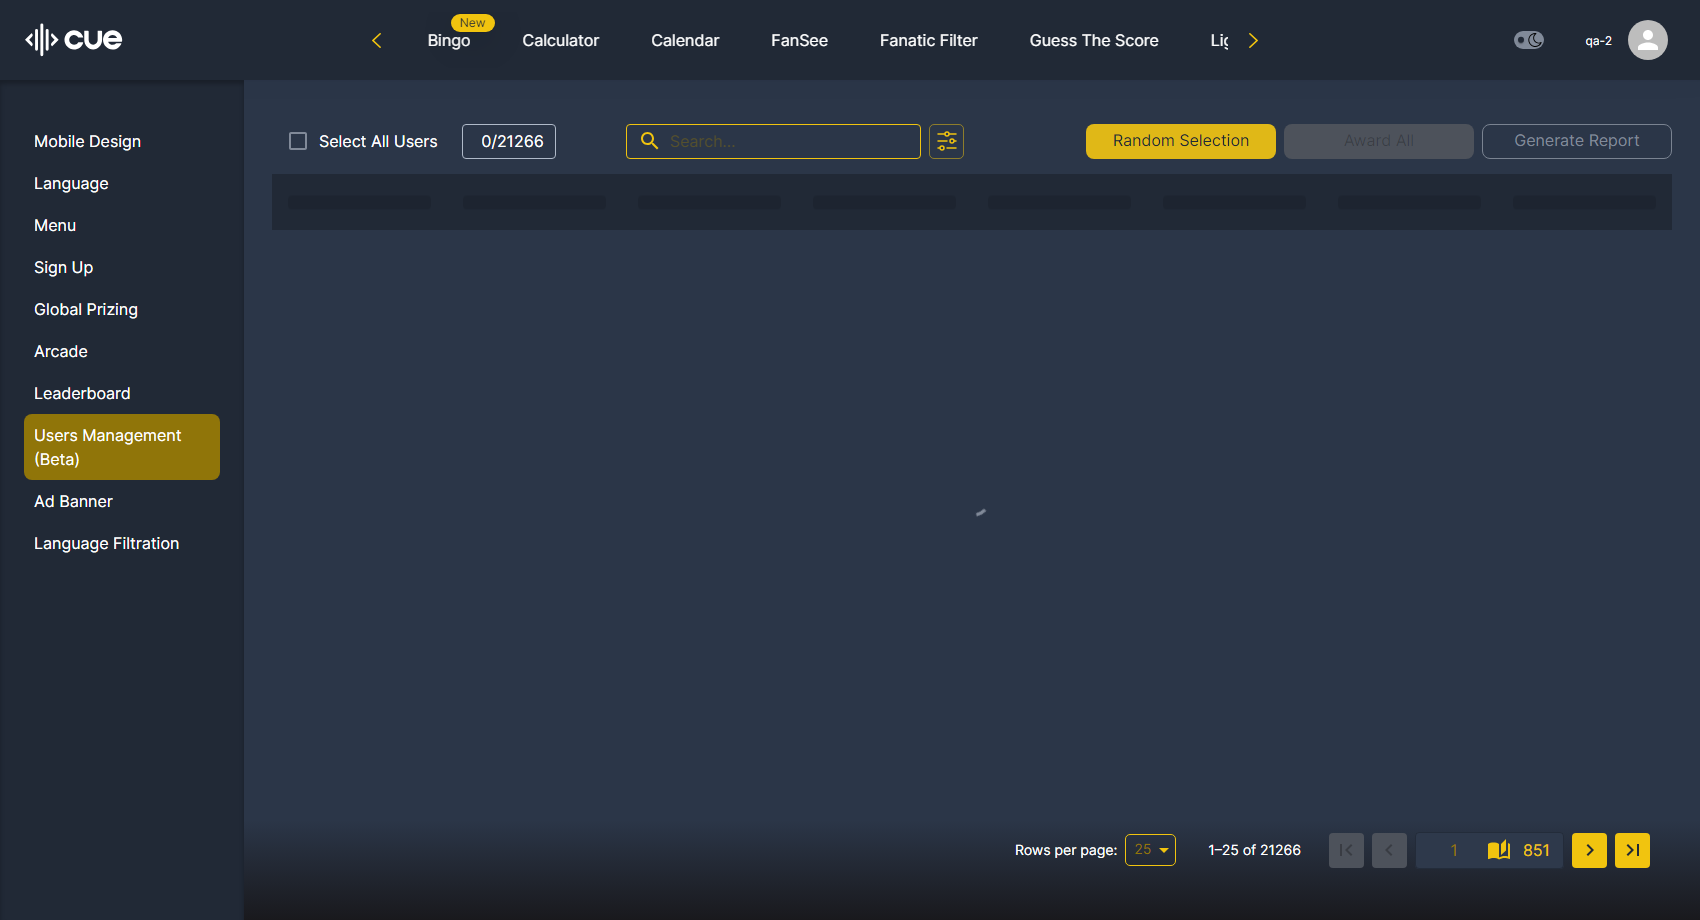 cue
New
Bingo
Calculator
Calendar
FanSee
Fanatic Filter
Guess The Score
Lig
qa-2
Mobile Design
Language
Menu
Sign Up
Global Prizing
Arcade
Leaderboard
Users Management
(Beta)
Ad Banner
Language Filtration
Select All Users
0/21266
Search...
Random Selection
Award All
Generate Report
Rows per page:
25
1–25 of 21266
1
851